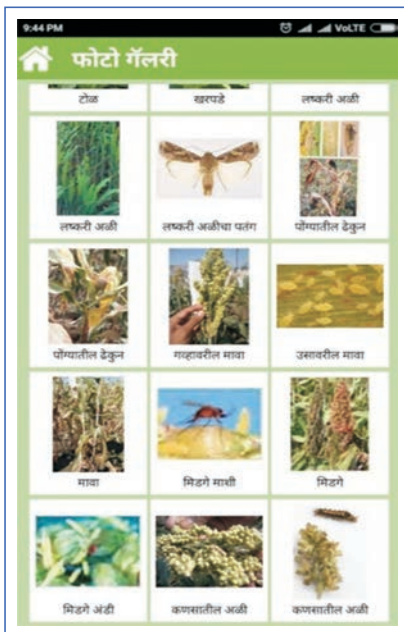 9:44 PM VoLTE
फोटो गॅलरी
टोळ खरपडे लष्करी अळी
लष्करी अळी लष्करी अळीचा पतंग पोंग्यातील ढेकुन
पोंग्यातील ढेकुन गव्हावरील मावा उसावरील मावा
मावा मिडगे माशी मिडगे
मिडगे अंडी कणसातील अळी कणसातील अळी